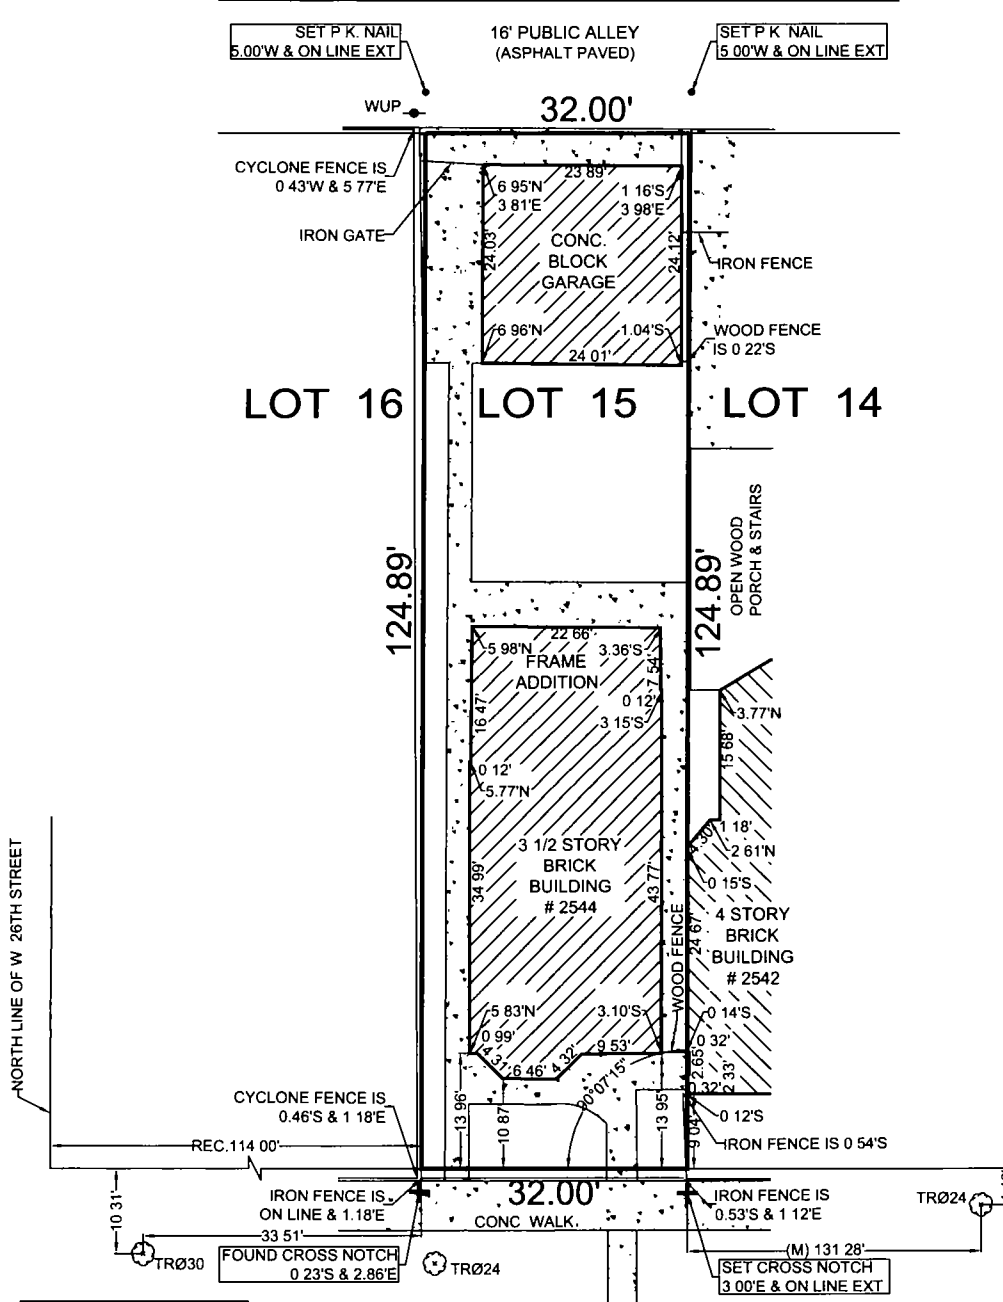 SET P K. NAIL
5.00'W & ON LINE EXT
16' PUBLIC ALLEY
(ASPHALT PAVED)
SET P K NAIL
5 00'W & ON LINE EXT
WUP
32.00'
CYCLONE FENCE IS
0 43'W & 5 77'E
IRON GATE
23 89'
6 95'N
3 81'E
1 16'S
3 98'E
24.03'
CONC.
BLOCK
GARAGE
24.12'
IRON FENCE
6 96'N
1.04'S
24 01'
WOOD FENCE
IS 0 22'S
LOT 16
LOT 15
LOT 14
124.89'
124.89'
OPEN WOOD
PORCH & STAIRS
22 66'
5 98'N
3.36'S
FRAME
ADDITION
7 54'
16 47'
0 12'
3 15'S
3.77'N
15 68'
0 12'
5.77'N
1 18'
2 61'N
4.30'
3 1/2 STORY
BRICK
BUILDING
# 2544
34 99'
43 77'
0 15'S
WOOD FENCE
24 67'
4 STORY
BRICK
BUILDING
# 2542
NORTH LINE OF W 26TH STREET
5 83'N
3.10'S
0 14'S
0 99'
4 31'
6 46'
4 32'
9 53'
0 32'
2.65'
2 33'
0.32'
90°07'15"
13 96'
10 87'
13 95'
9 04'
0 12'S
CYCLONE FENCE IS
0.46'S & 1 18'E
IRON FENCE IS 0 54'S
REC.114 00'
10 31'
IRON FENCE IS
ON LINE & 1.18'E
32.00'
CONC WALK.
IRON FENCE IS
0.53'S & 1 12'E
TRØ24
33 51'
TRØ30
FOUND CROSS NOTCH
0 23'S & 2.86'E
TRØ24
(M) 131 28'
SET CROSS NOTCH
3 00'E & ON LINE EXT